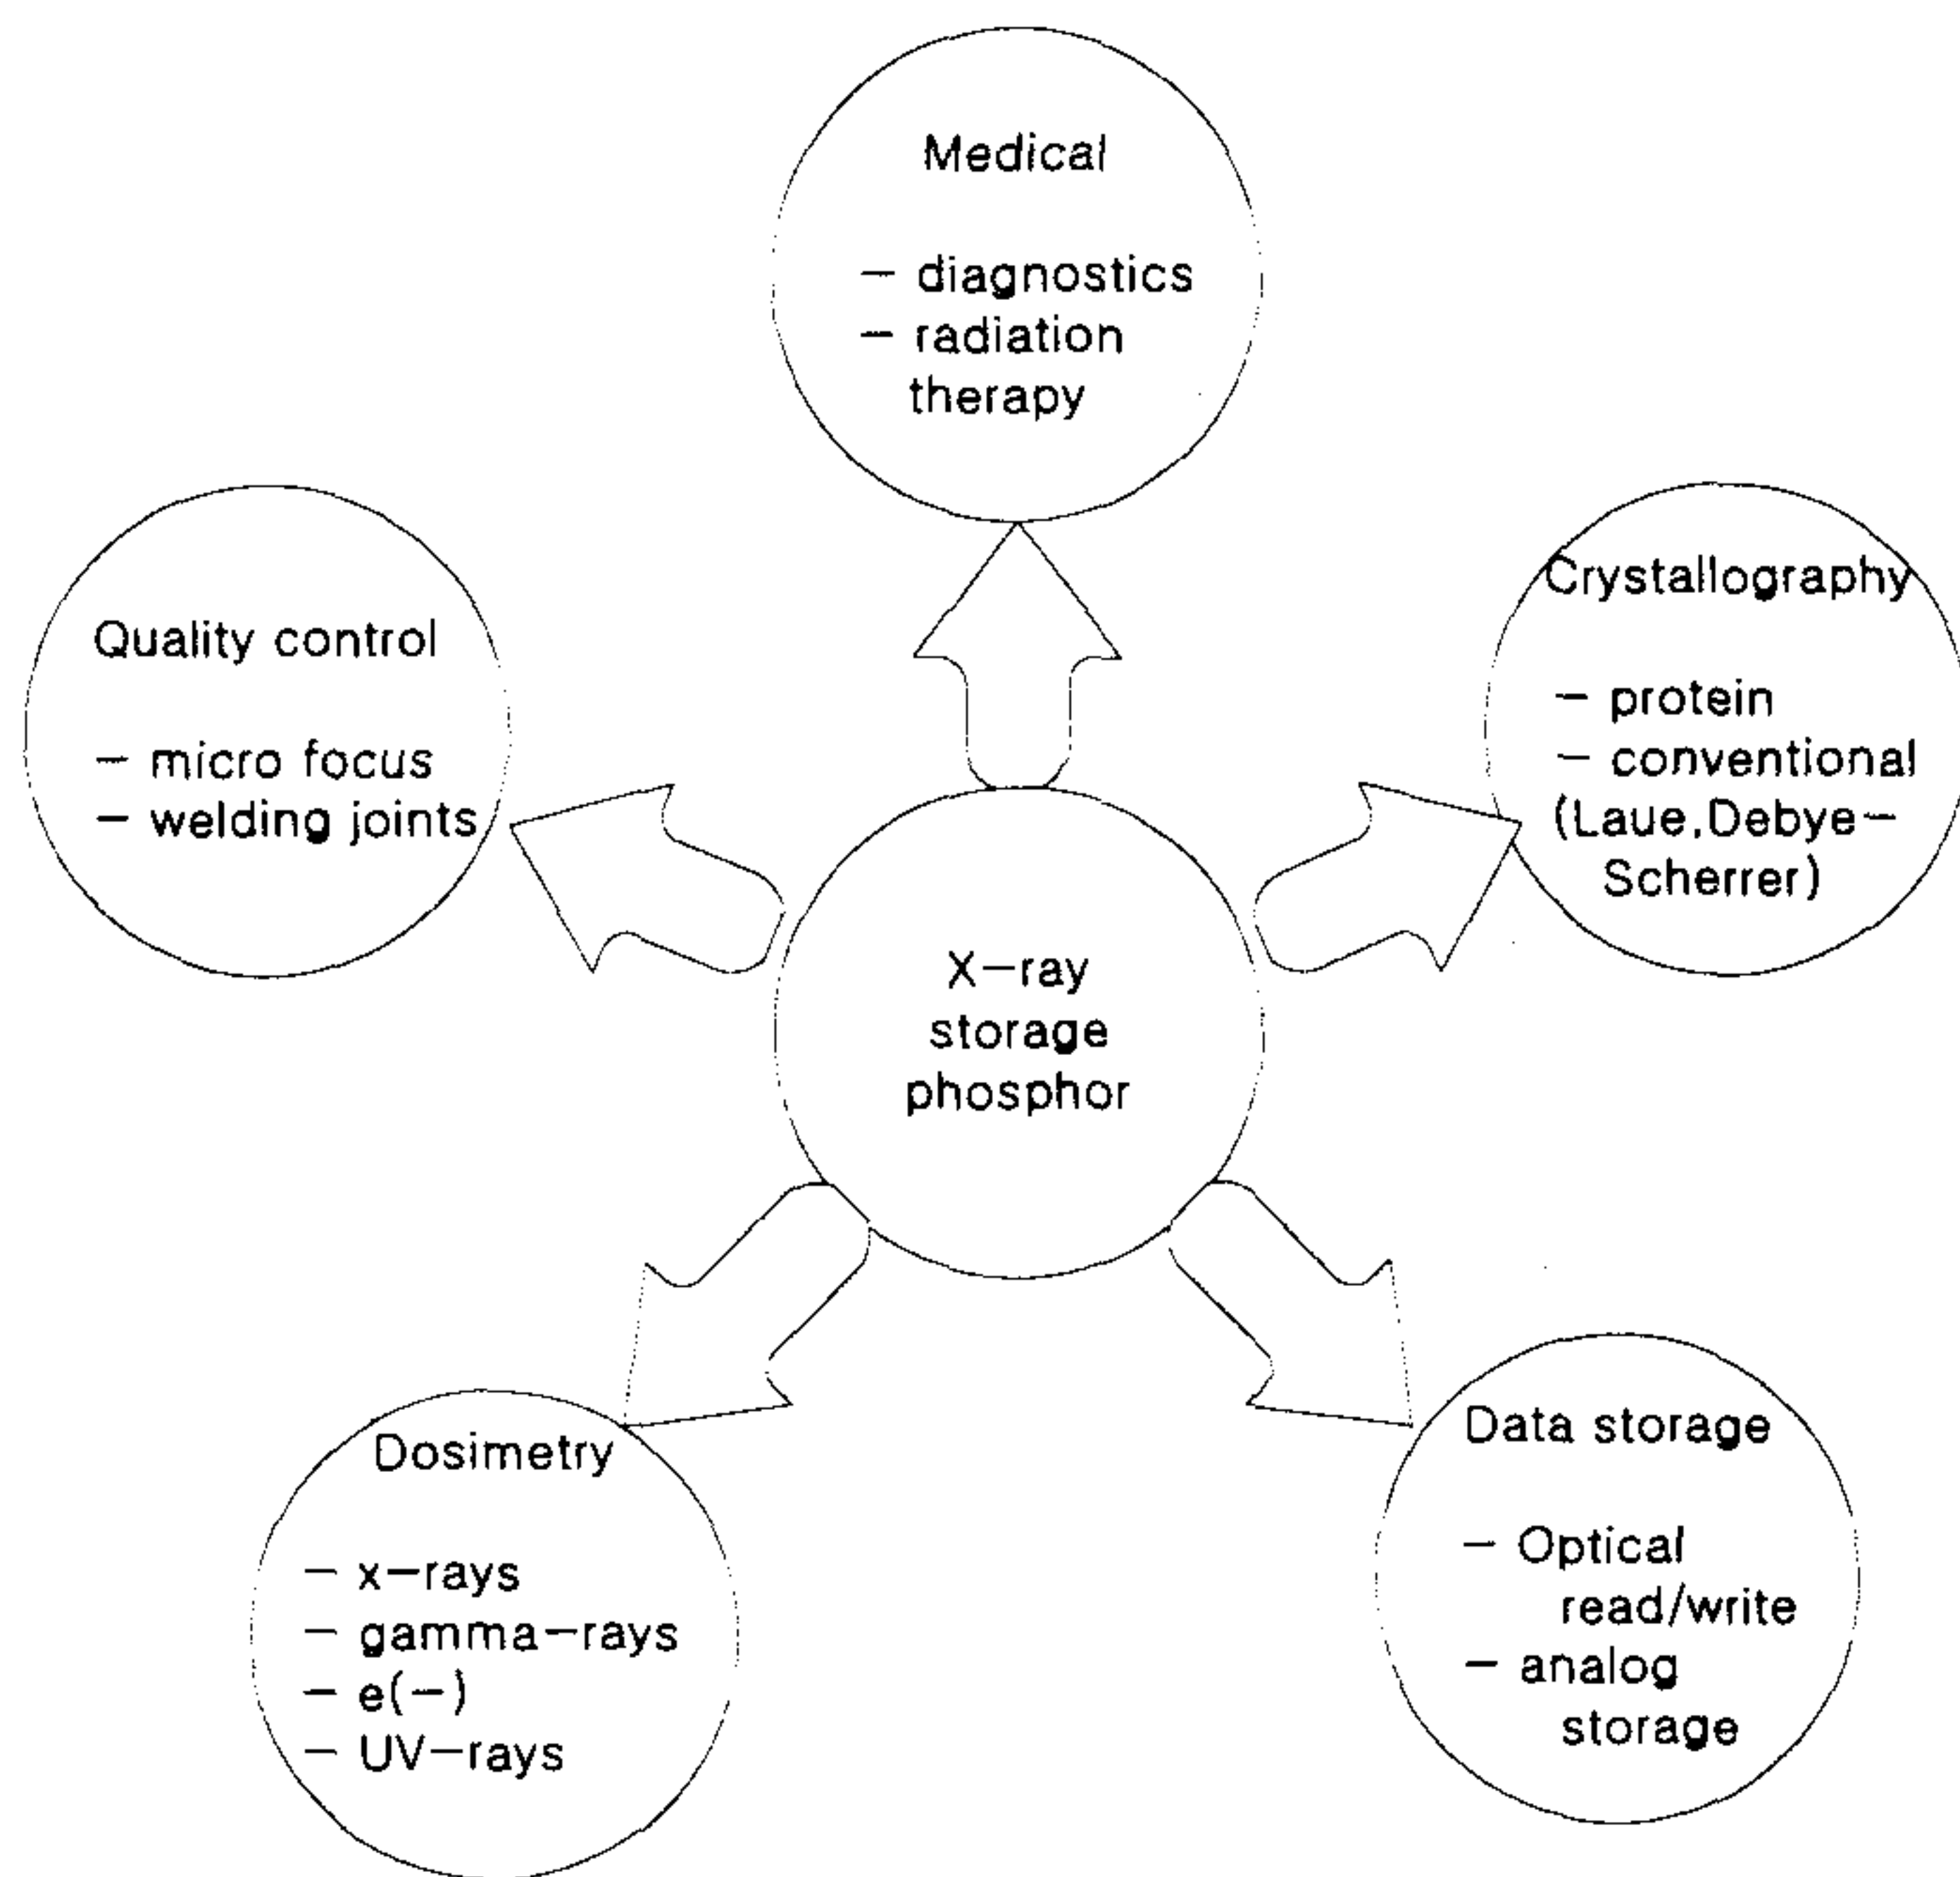 Medical
— diagnostics
— radiation
therapy
Quality control
— micro focus
— welding joints
Crystallography
— protein
— conventional
(Laue,Debye—
Scherrer)
X—ray
storage
phosphor
Dosimetry
— x—rays
— gamma—rays
— e(—)
— UV—rays
Data storage
— Optical
read/write
— analog
storage